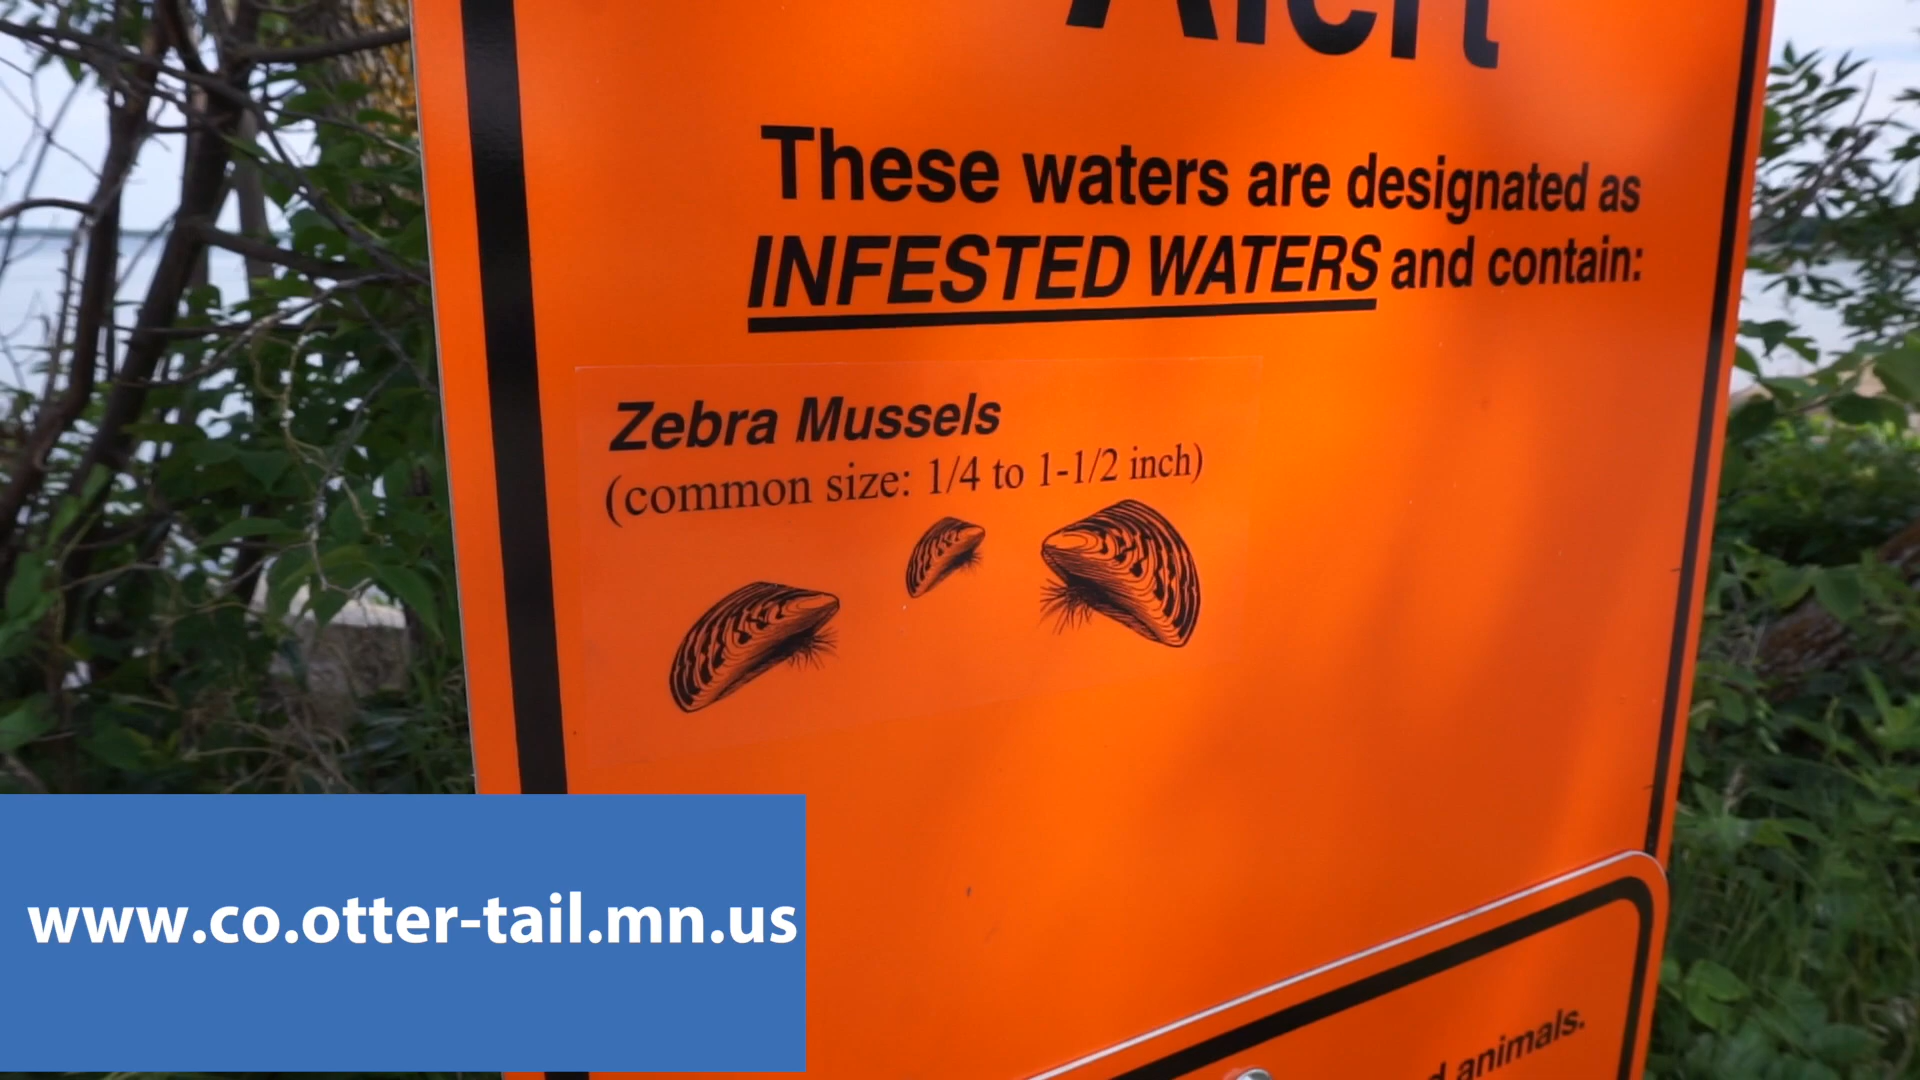 Alert
These waters are designated as
INFESTED WATERS and contain:
Zebra Mussels
(common size: 1/4 to 1-1/2 inch)
www.co.otter-tail.mn.us
animals.